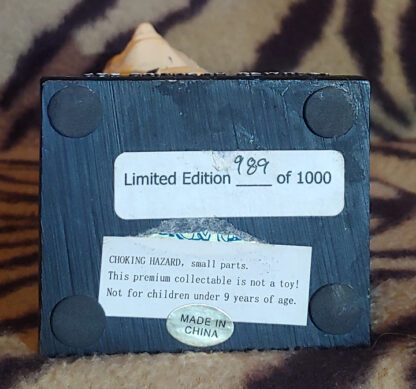 Limited Edition 989 of 1000
CHOKING HAZARD, small parts.
This premium collectable is not a toy!
Not for children under 9 years of age.
MADE IN
CHINA